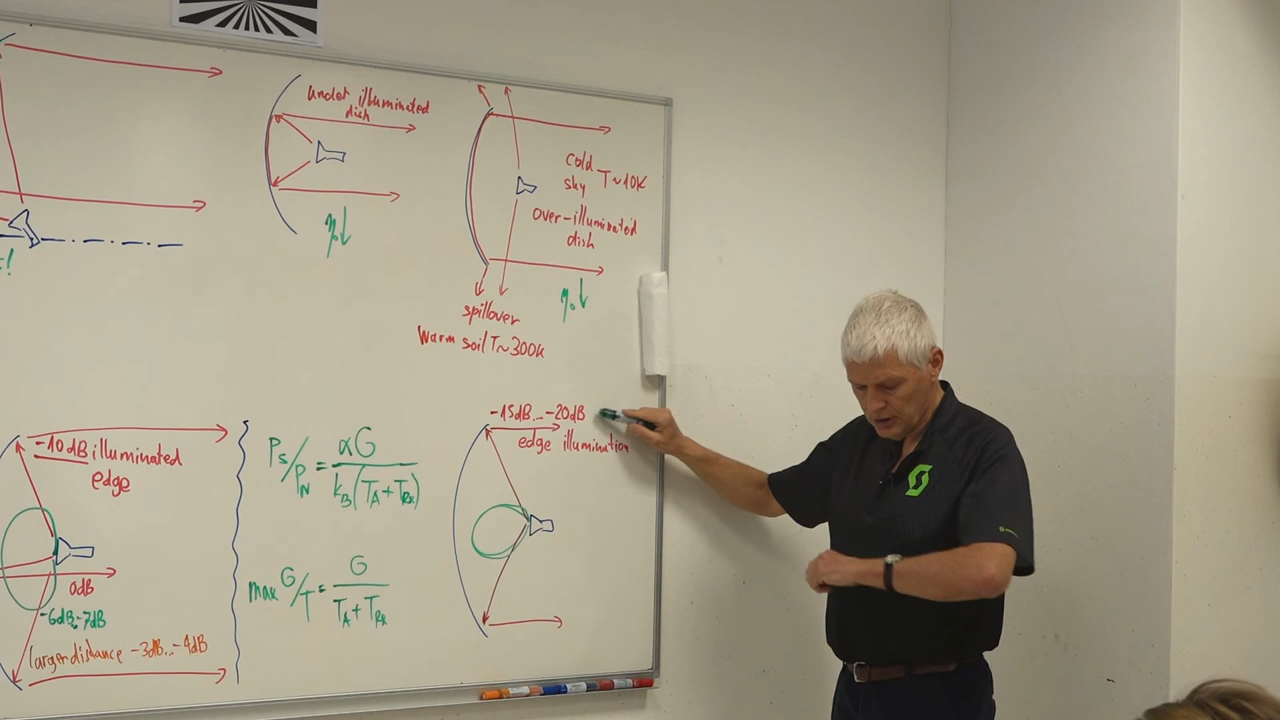 under illuminated
dish
η₀↓
cold
sky T~10K
over-illuminated
dish
η₀↓
spillover
warm soil T~300K
-10dB illuminated
edge
0dB
-6dB..-7dB
larger distance -3dB..-4dB
Ps/PN = αG / kB(TA+TRx)
max G/T = G / TA+TRx
-15dB...-20dB
edge illumination